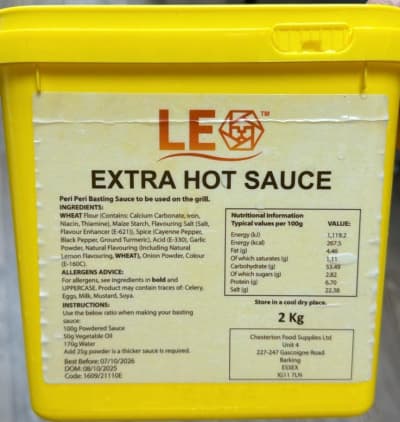 LEO™
EXTRA HOT SAUCE
Peri Peri Basting Sauce to be used on the grill.
INGREDIENTS:
WHEAT Flour (Contains: Calcium Carbonate, iron,
Niacin, Thiamine), Maize Starch, Flavouring Salt (Salt,
Flavour Enhancer (E-621)), Spice (Cayenne Pepper,
Black Pepper, Ground Turmeric), Acid (E-330), Garlic
Powder, Natural Flavouring (Including Natural
Lemon Flavouring, WHEAT), Onion Powder, Colour
(E-160C).
ALLERGENS ADVICE:
For allergens, see ingredients in bold and
UPPERCASE. Product may contain traces of: Celery,
Eggs, Milk, Mustard, Soya.
INSTRUCTIONS:
Use the below ratio when making your basting
sauce:
100g Powdered Sauce
50g Vegetable Oil
170g Water
Add 25g powder is a thicker sauce is required.
Best Before: 07/10/2026
DOM: 08/10/2025
Code: 1609/21110E
Nutritional Information
Typical values per 100g VALUE:
Energy (kJ) 1,119.2
Energy (kcal) 267.5
Fat (g) 4.46
Of which saturates (g) 1.11
Carbohydrate (g) 53.49
Of which sugars (g) 2.82
Protein (g) 6.70
Salt (g) 22.38
Store in a cool dry place.
2 Kg
Chesterton Food Supplies Ltd
Unit 4
227-247 Gascoigne Road
Barking
ESSEX
IG11 7LN